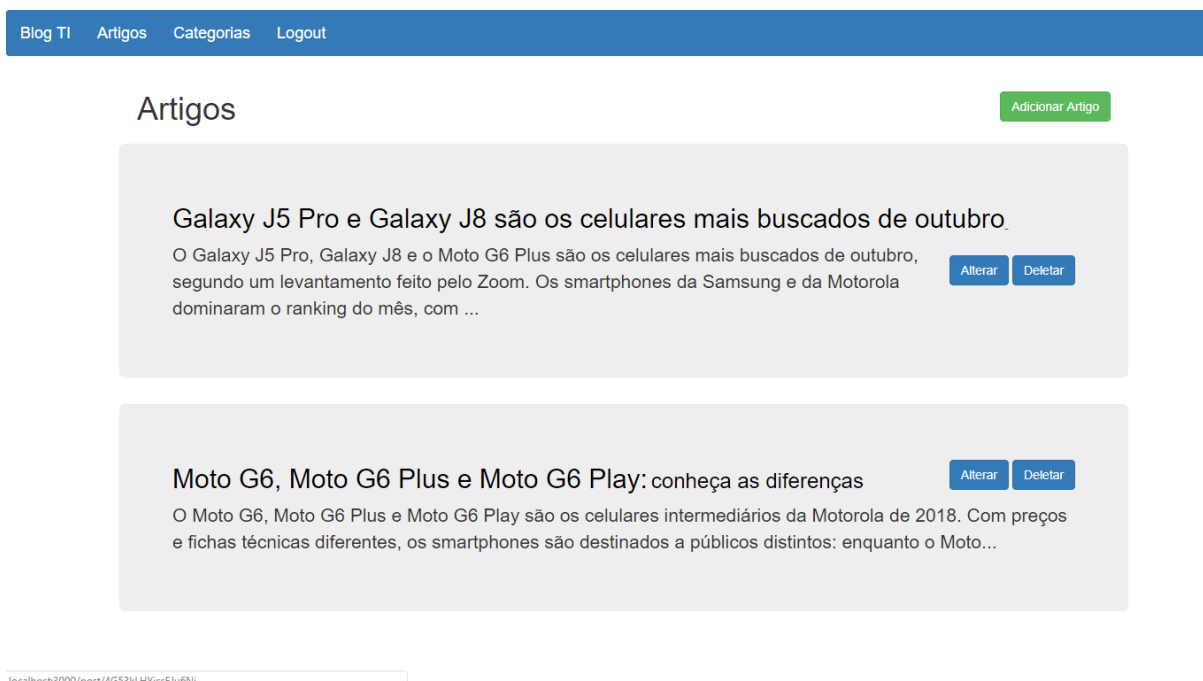 Blog TI Artigos Categorias Logout
Artigos
Adicionar Artigo
Galaxy J5 Pro e Galaxy J8 são os celulares mais buscados de outubro
O Galaxy J5 Pro, Galaxy J8 e o Moto G6 Plus são os celulares mais buscados de outubro,
segundo um levantamento feito pelo Zoom. Os smartphones da Samsung e da Motorola
dominaram o ranking do mês, com ...
Alterar Deletar
Moto G6, Moto G6 Plus e Moto G6 Play: conheça as diferenças
Alterar Deletar
O Moto G6, Moto G6 Plus e Moto G6 Play são os celulares intermediários da Motorola de 2018. Com preços
e fichas técnicas diferentes, os smartphones são destinados a públicos distintos: enquanto o Moto...